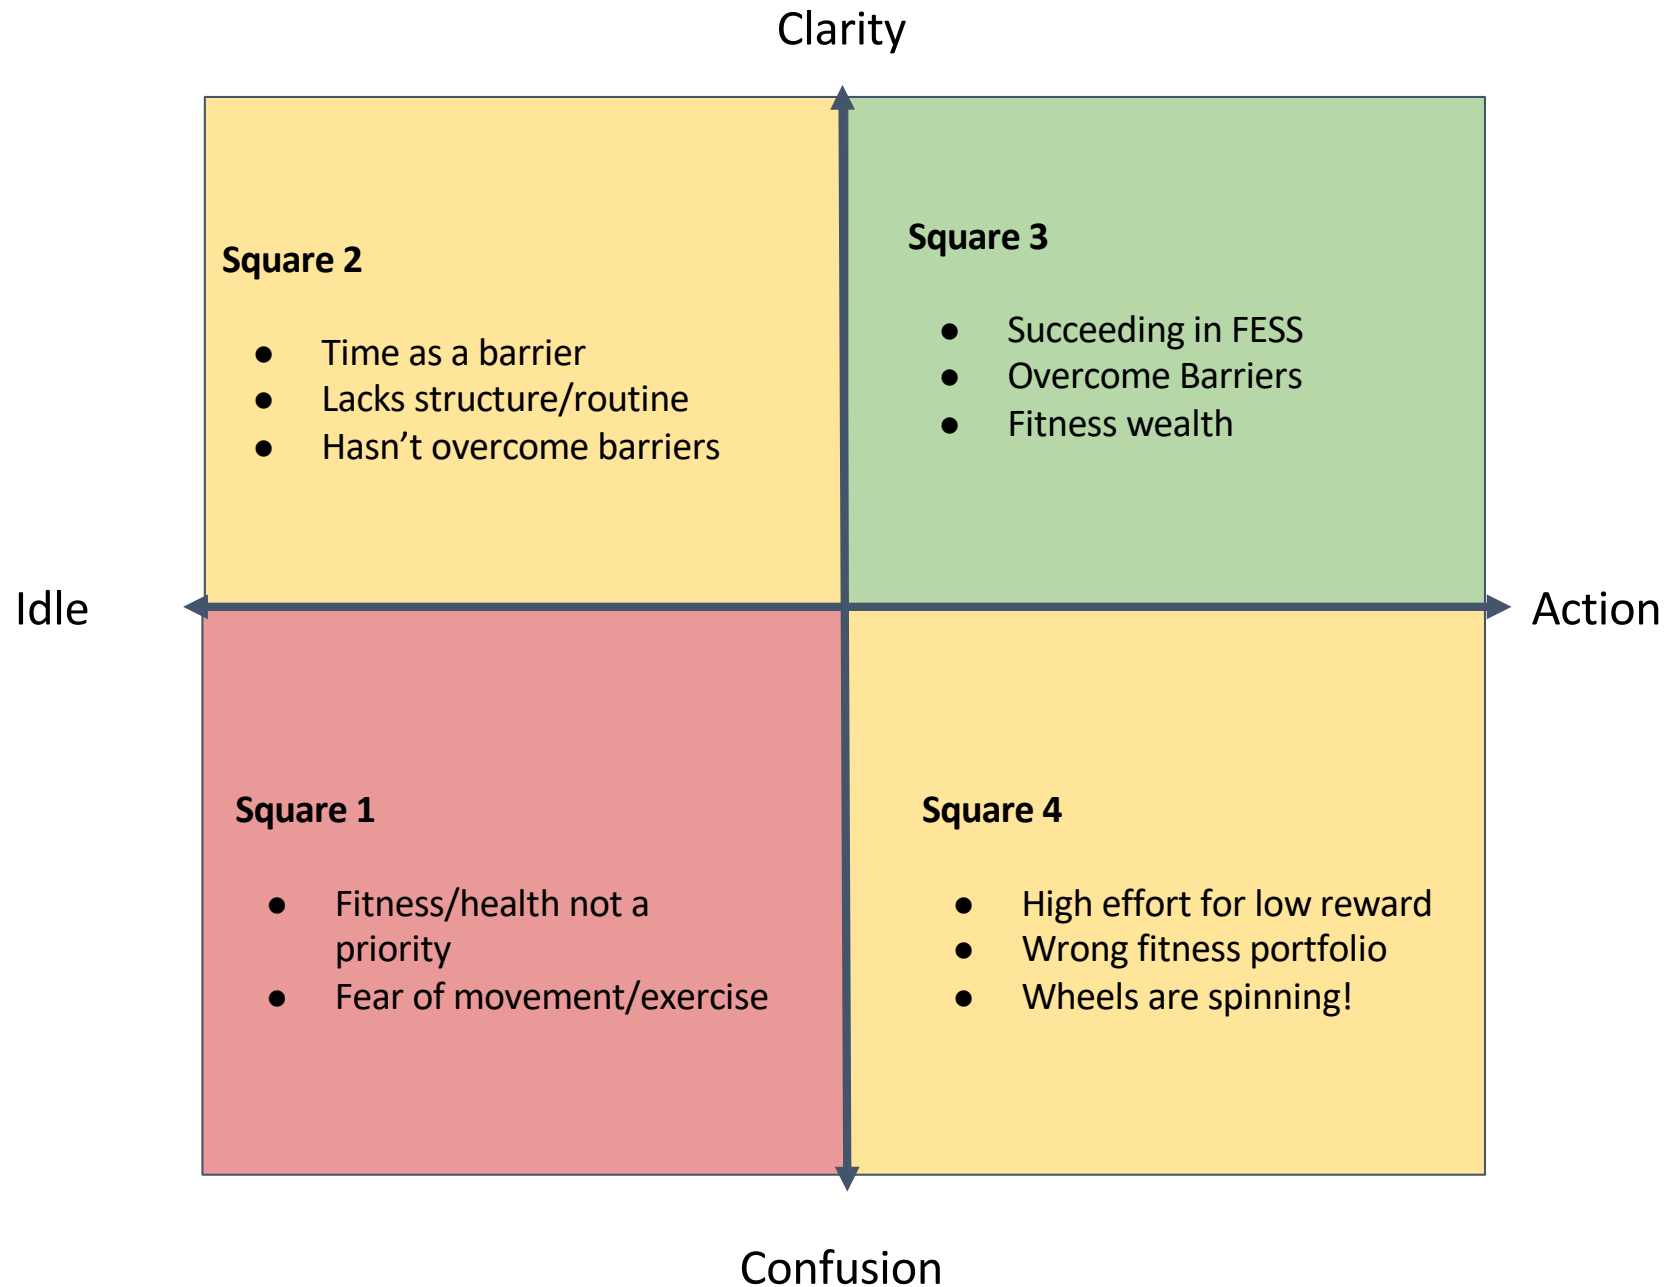 Clarity
Square 2
● Time as a barrier
● Lacks structure/routine
● Hasn’t overcome barriers
Square 3
● Succeeding in FESS
● Overcome Barriers
● Fitness wealth
Idle
Action
Square 1
● Fitness/health not a
priority
● Fear of movement/exercise
Square 4
● High effort for low reward
● Wrong fitness portfolio
● Wheels are spinning!
Confusion